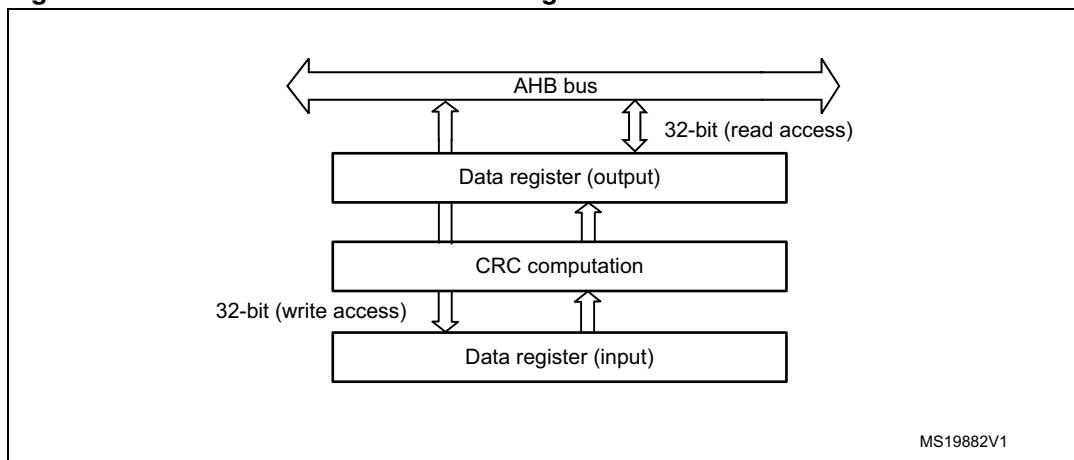 AHB bus
32-bit (read access)
Data register (output)
CRC computation
32-bit (write access)
Data register (input)
MS19882V1